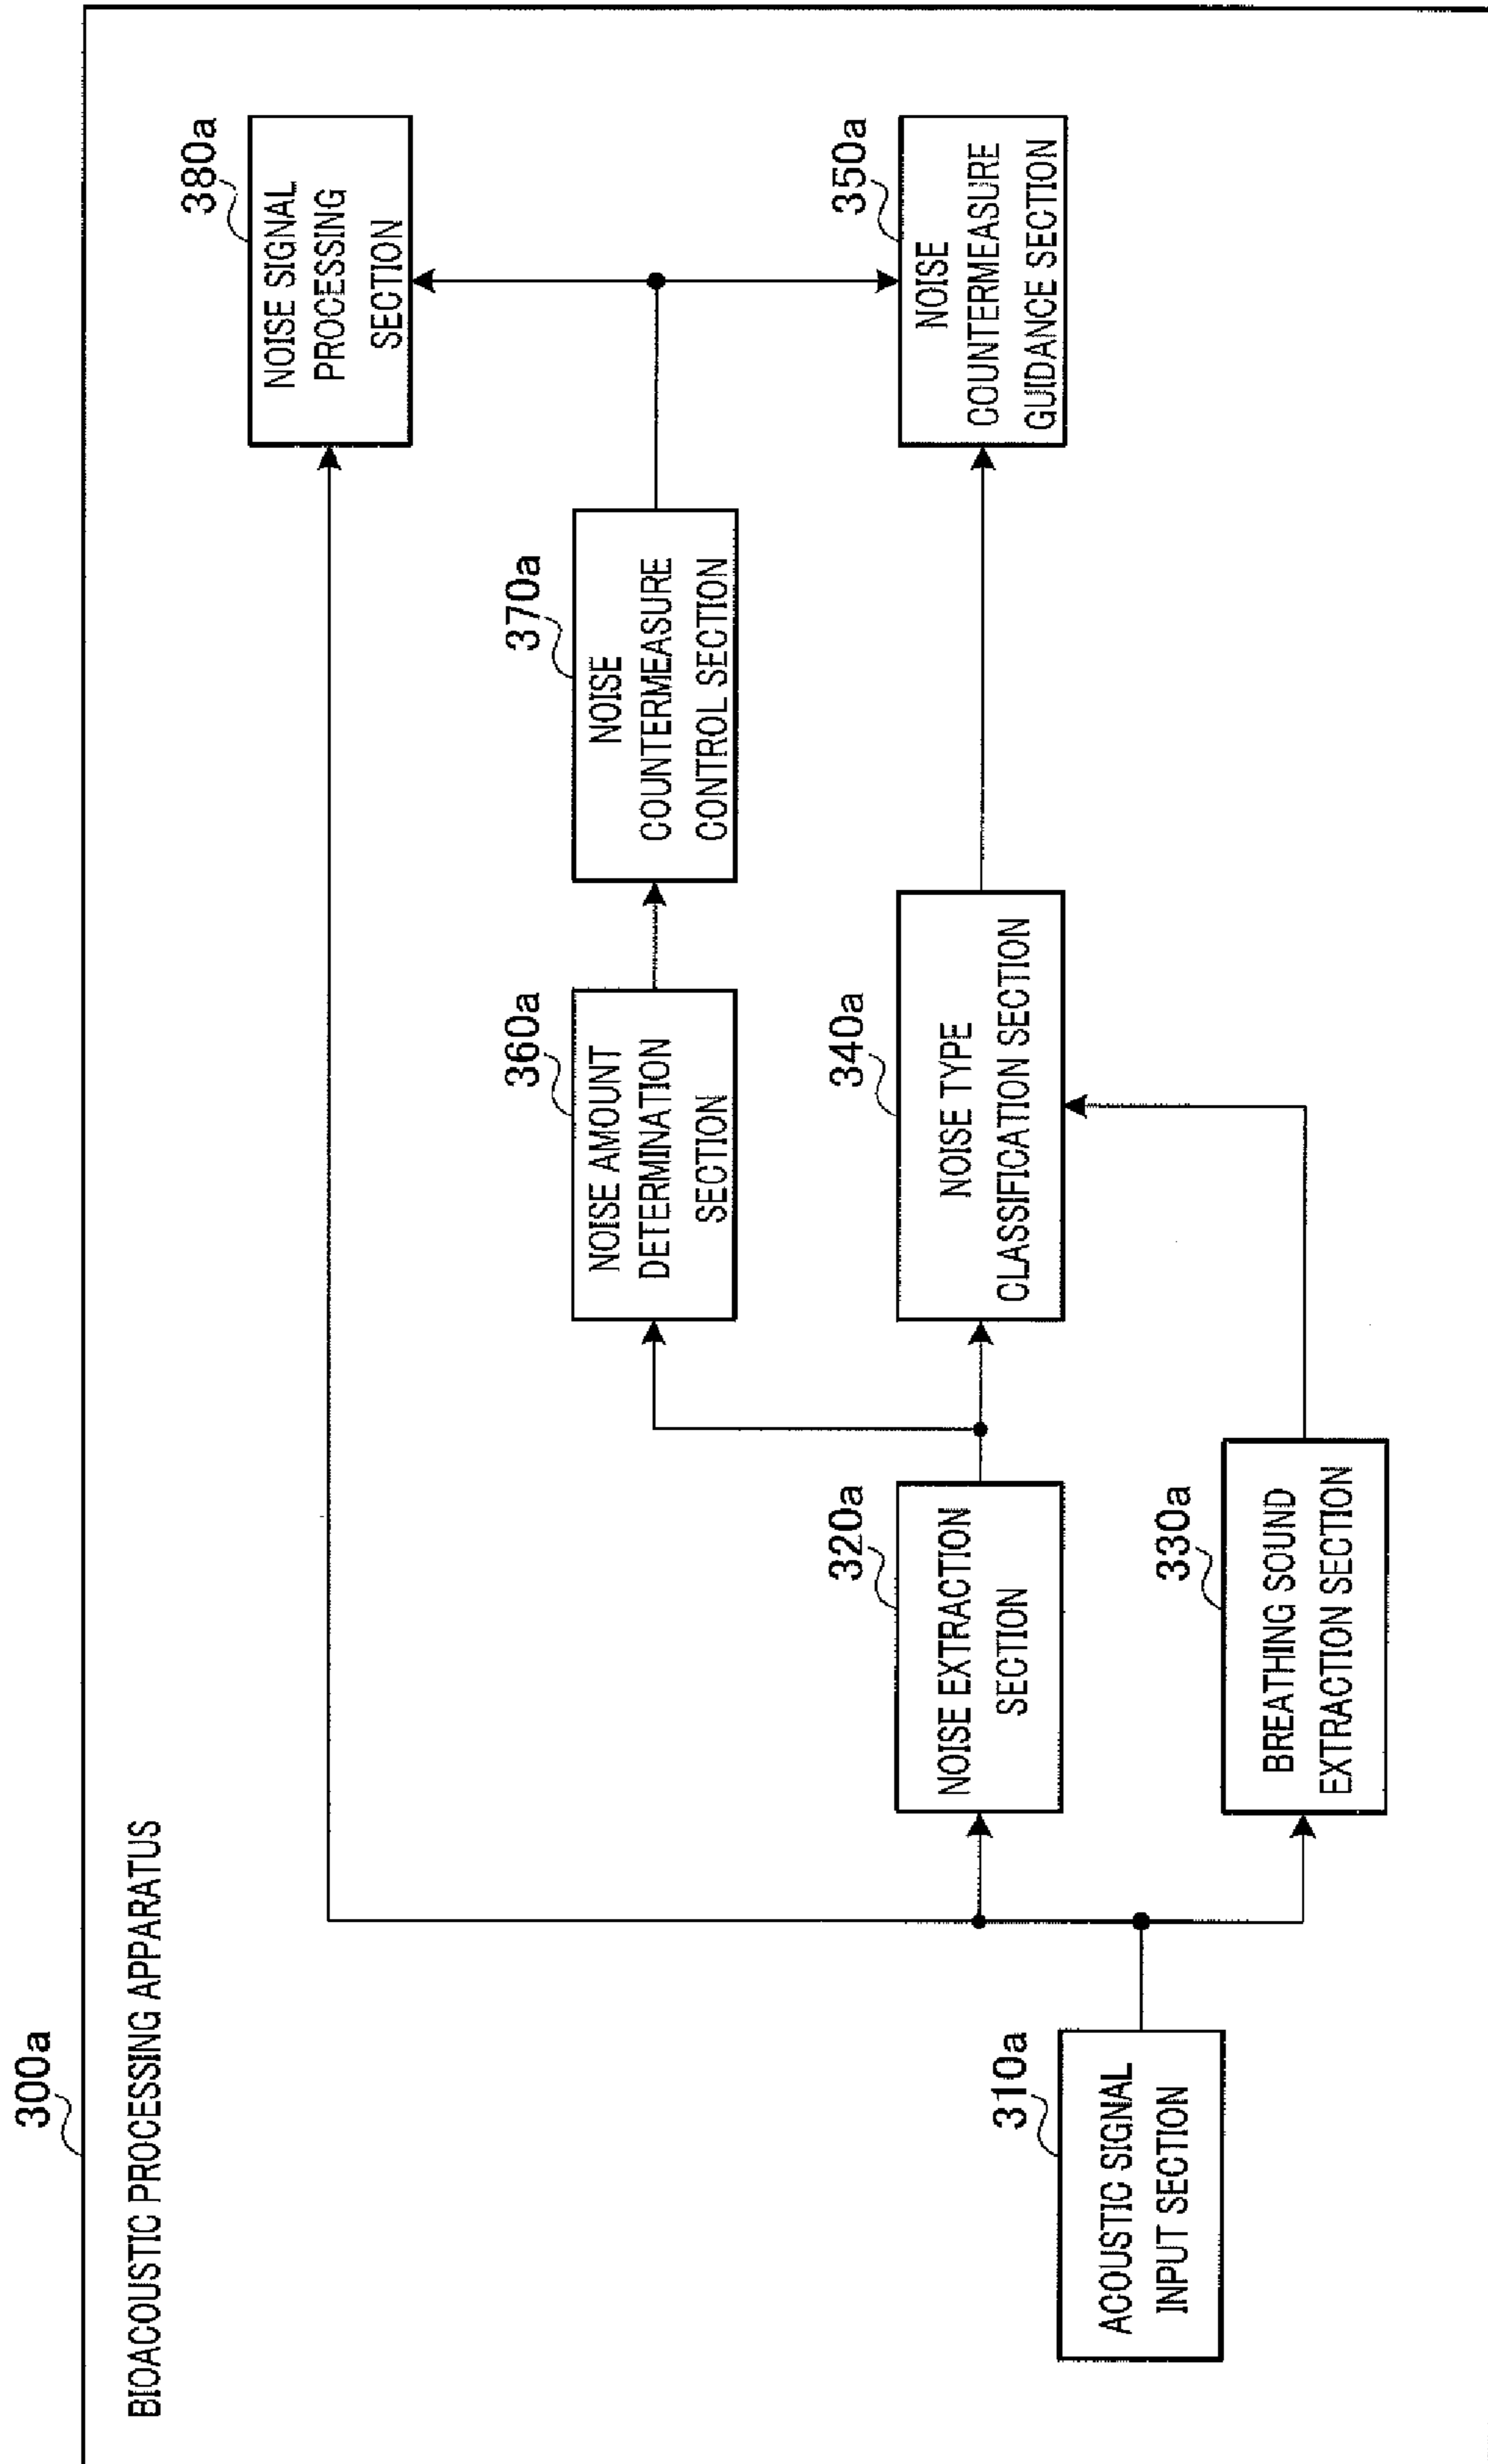 300a
BIOACOUSTIC PROCESSING APPARATUS
380a
NOISE SIGNAL
PROCESSING
SECTION
360a
NOISE AMOUNT
DETERMINATION
SECTION
370a
NOISE
COUNTERMEASURE
CONTROL SECTION
320a
NOISE EXTRACTION
SECTION
340a
NOISE TYPE
CLASSIFICATION SECTION
350a
NOISE
COUNTERMEASURE
GUIDANCE SECTION
310a
ACOUSTIC SIGNAL
INPUT SECTION
330a
BREATHING SOUND
EXTRACTION SECTION